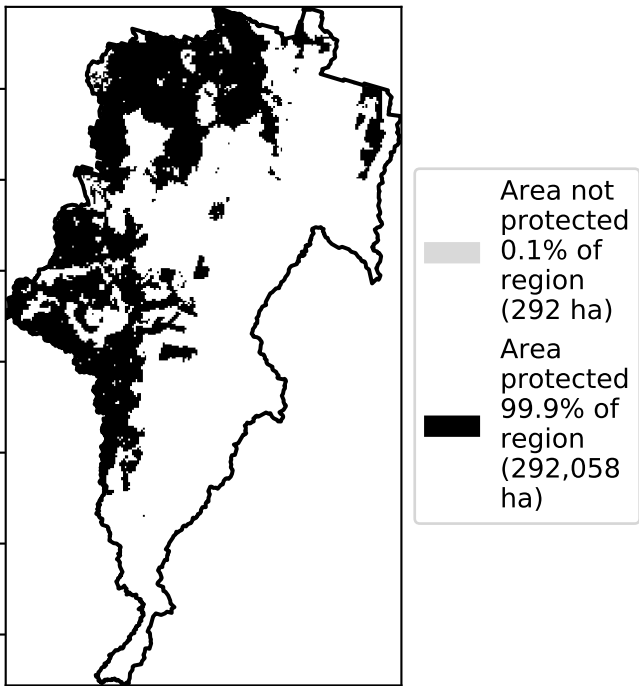 Area not
protected
0.1% of
region
(292 ha)
Area
protected
99.9% of
region
(292,058
ha)